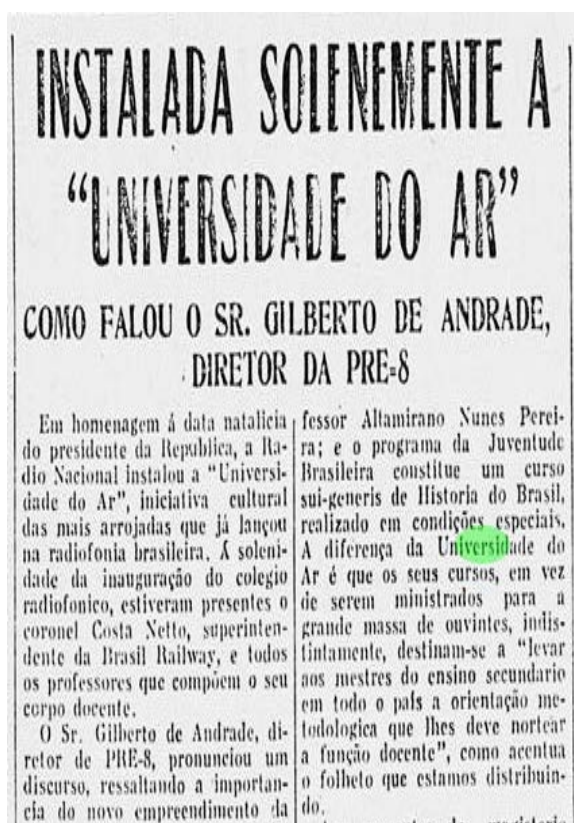 INSTALADA SOLENEMENTE A
“UNIVERSIDADE DO AR”
COMO FALOU O SR. GILBERTO DE ANDRADE,
DIRETOR DA PRE=8
Em homenagem á data natalicia
do presidente da Republica, a Ra-
dio Nacional instalou a “Universi-
dade do Ar”, iniciativa cultural
das mais arrojadas que já lançou
na radiofonia brasileira. Á soleni-
dade da inauguração do colegio
radiofonico, estiveram presentes o
coronel Costa Netto, superinten-
dente da Brasil Railway, e todos
os professores que compõem o seu
corpo docente.
O Sr. Gilberto de Andrade, di-
retor de PRE-8, pronunciou um
discurso, ressaltando a importan-
cia do novo empreendimento da
fessor Altamirano Nunes Perei-
ra; e o programa da Juventude
Brasileira constitue um curso
sui-generis de Historia do Brasil,
realizado em condições especiais.
A diferença da Universidade do
Ar é que os seus cursos, em vez
de serem ministrados para a
grande massa de ouvintes, indis-
tintamente, destinam-se a “levar
aos mestres do ensino secundario
em todo o país a orientação me-
todologica que lhes deve nortear
a função docente”, como acentua
o folheto que estamos distribuin-
do.